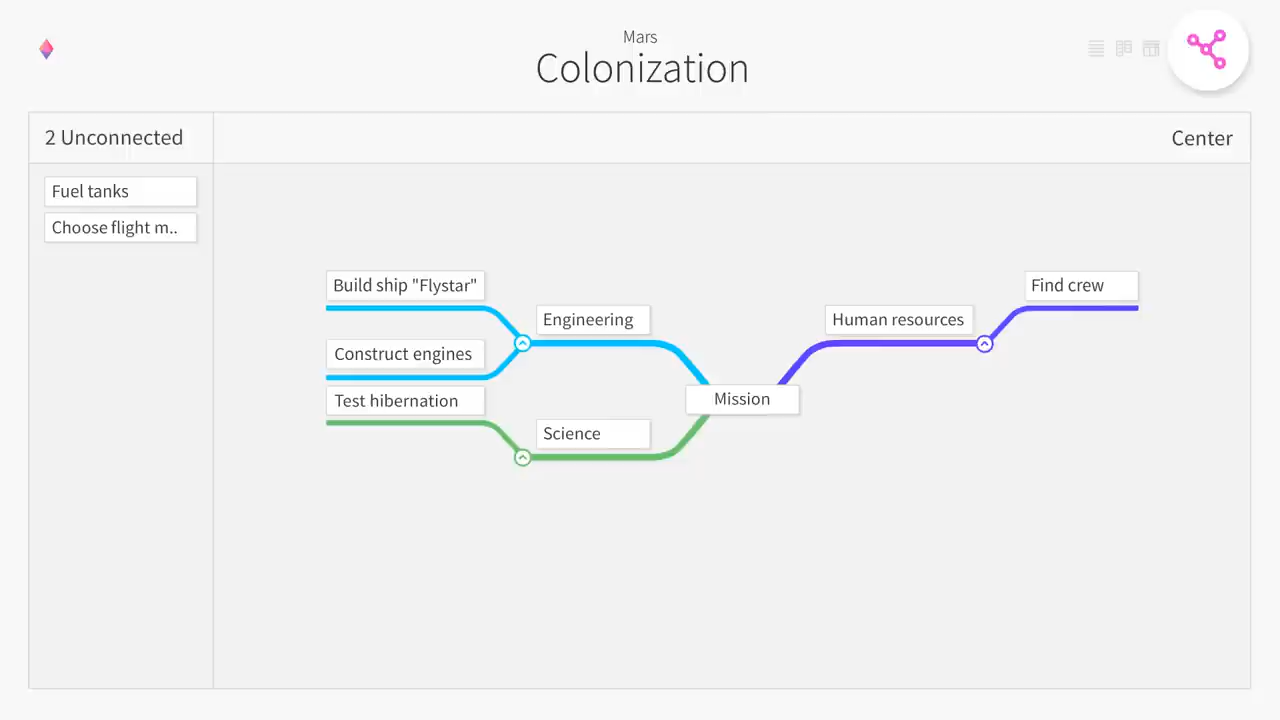 Mars
Colonization
2 Unconnected
Center
Fuel tanks
Choose flight m..
Build ship "Flystar"
Find crew
Engineering
Human resources
Construct engines
Mission
Test hibernation
Science